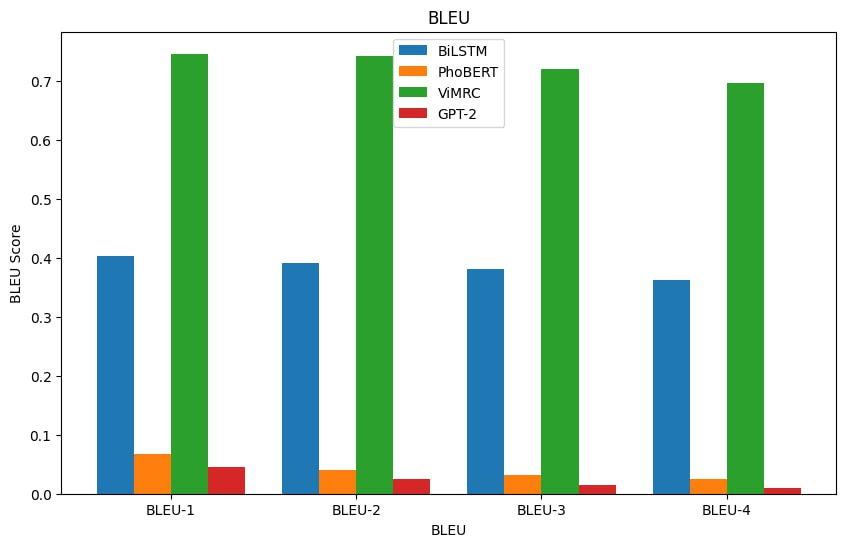 BLEU
BiLSTM
PhoBERT
ViMRC
GPT-2
BLEU Score
0.7
0.6
0.5
0.4
0.3
0.2
0.1
0.0
BLEU-1 BLEU-2 BLEU-3 BLEU-4
BLEU